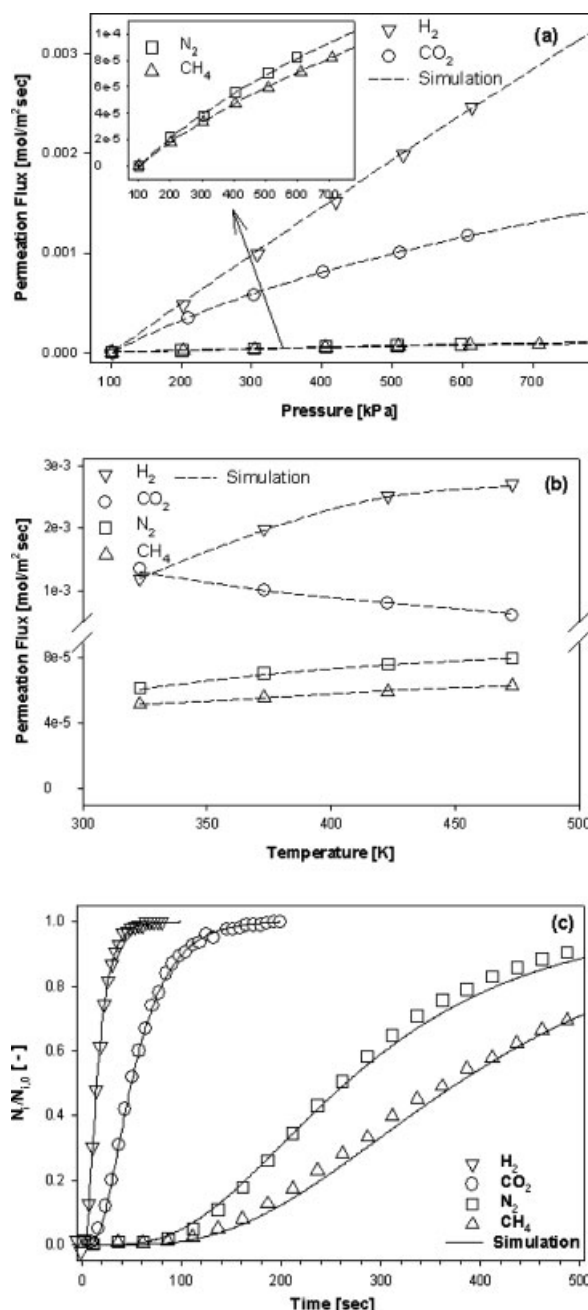 (a)
N2
CH4
H2
CO2
Simulation
1e-4
8e-5
6e-5
4e-5
2e-5
0
100 200 300 400 500 600 700
0.003
0.002
0.001
0.000
Permeation Flux [mol/m2sec]
100 200 300 400 500 600 700
Pressure [kPa]
(b)
H2
CO2
N2
CH4
Simulation
3e-3
2e-3
1e-3
8e-5
4e-5
0
Permeation Flux [mol/m2sec]
300 350 400 450 500
Temperature [K]
(c)
1.0
0.8
0.6
0.4
0.2
0.0
Ni/Ni,0 [-]
H2
CO2
N2
CH4
Simulation
0 100 200 300 400 500
Time [sec]